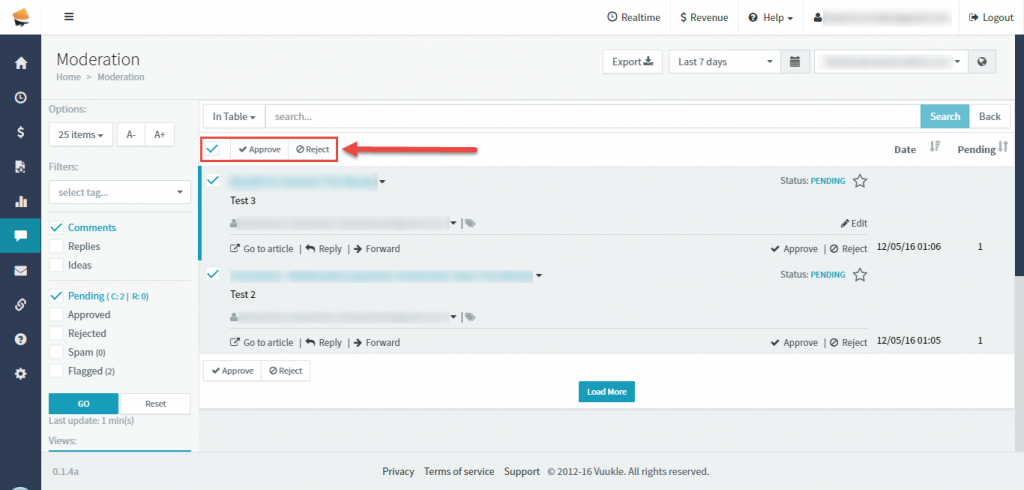 Realtime
$ Revenue
Help
Logout
Moderation
Home > Moderation
Export
Last 7 days
Options:
25 items
A-
A+
Filters:
select tag...
Comments
Replies
Ideas
Pending ( C: 2 | R: 0)
Approved
Rejected
Spam (0)
Flagged (2)
GO
Reset
Last update: 1 min(s)
Views:
In Table
search...
Search
Back
Approve
Reject
Date
Pending
Status: PENDING
Test 3
|
Edit
Go to article | Reply | Forward
Approve | Reject
12/05/16 01:06
1
Status: PENDING
Test 2
|
Go to article | Reply | Forward
Approve | Reject
12/05/16 01:05
1
Approve
Reject
Load More
0.1.4a
Privacy Terms of service Support © 2012-16 Vuukle. All rights reserved.